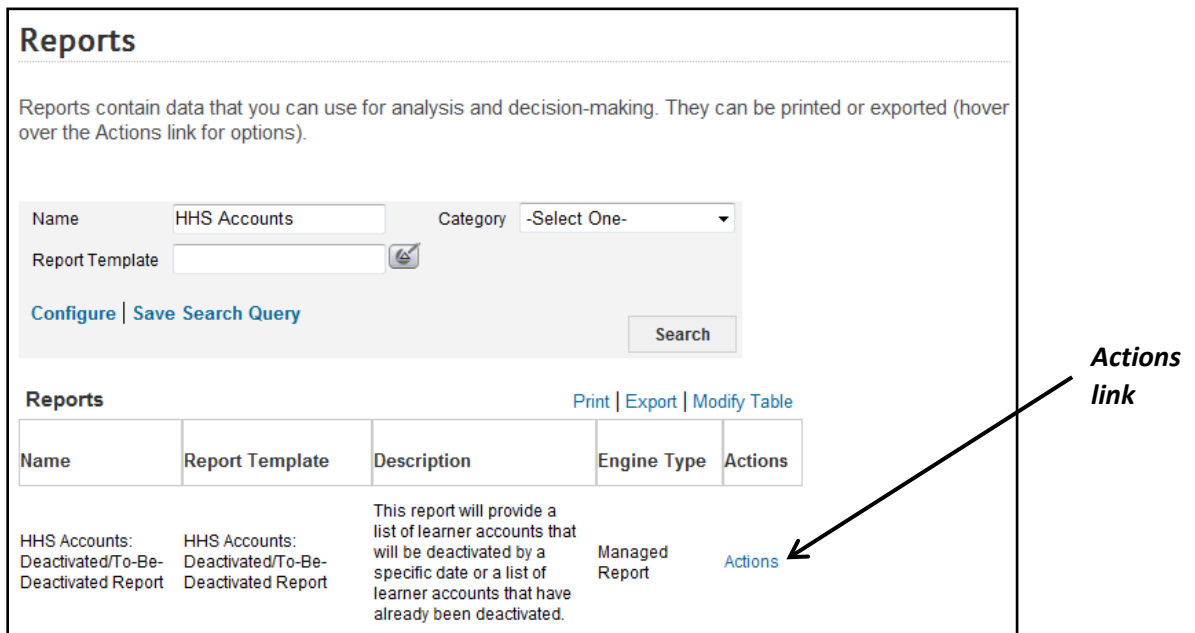 Reports
Reports contain data that you can use for analysis and decision-making. They can be printed or exported (hover
over the Actions link for options).
Name HHS Accounts Category -Select One-
Report Template
Configure | Save Search Query
Search
Actions
link
Reports Print | Export | Modify Table
Name Report Template Description Engine Type Actions
HHS Accounts:
Deactivated/To-Be-
Deactivated Report
HHS Accounts:
Deactivated/To-Be-
Deactivated Report
This report will provide a
list of learner accounts that
will be deactivated by a
specific date or a list of
learner accounts that have
already been deactivated.
Managed
Report
Actions